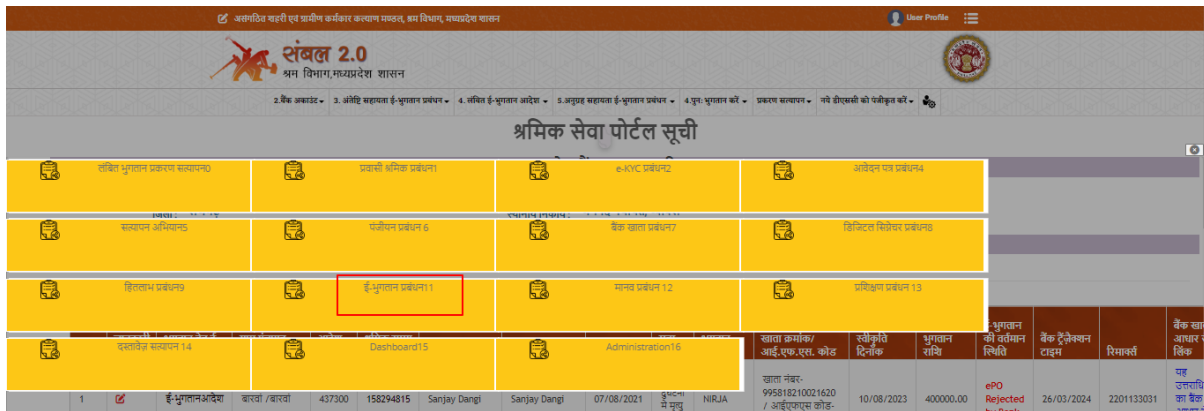 असंगठित शहरी एवं ग्रामीण कर्मकार कल्याण मण्डल, श्रम विभाग, मध्यप्रदेश शासन
User Profile
संबल 2.0
श्रम विभाग,मध्यप्रदेश शासन
2.बैंक अकाउंट 3. अंत्येष्टि सहायता ई-भुगतान प्रबंधन 4. लंबित ई-भुगतान आदेश 5.अनुग्रह सहायता ई-भुगतान प्रबंधन 4.पुनः भुगतान करें प्रकरण सत्यापन नये डीएससी को पंजीकृत करें
श्रमिक सेवा पोर्टल सूची
लंबित भुगतान प्रकरण सत्यापन0 प्रवासी श्रमिक प्रबंधन1 e-KYC प्रबंधन2 आवेदन पत्र प्रबंधन4
सत्यापन अभियान5 पंजीयन प्रबंधन 6 बैंक खाता प्रबंधन7 डिजिटल सिग्नेचर प्रबंधन8
हितलाभ प्रबंधन9 ई-भुगतान प्रबंधन11 मानव प्रबंधन 12 प्रशिक्षण प्रबंधन 13
दस्तावेज़ सत्यापन 14 Dashboard15 Administration16
खाता क्रमांक/ स्वीकृति भुगतान ई-भुगतान बैंक ट्रैंज़ेक्शन रिमार्क्स
आई.एफ.एस. कोड दिनाँक राशि की वर्तमान टाइम
स्थिति लिंक
1 ई-भुगतानआदेश बारवां /बारवां 437300 158294815 Sanjay Dangi Sanjay Dangi 07/08/2021 दुर्घटना में मृत्यु NIRJA खाता नंबर- 995818210021620 / आईएफएस कोड- 10/08/2023 400000.00 ePO Rejected by Bank 26/03/2024 2201133031 यह